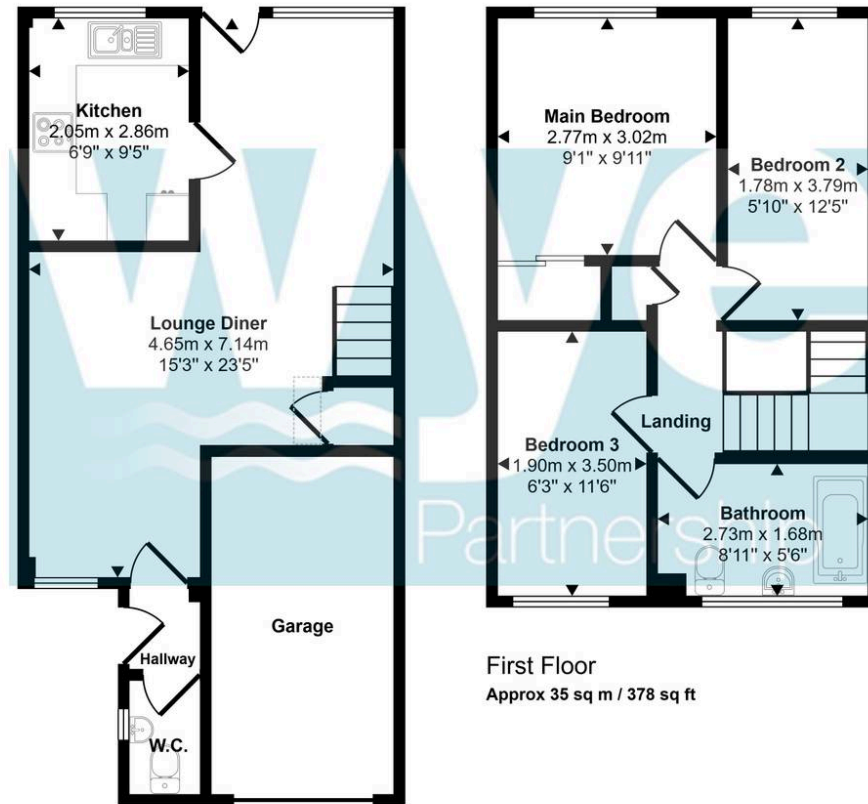 Kitchen
2.05m x 2.86m
6'9" x 9'5"
Lounge Diner
4.65m x 7.14m
15'3" x 23'5"
Garage
Hallway
W.C.
Main Bedroom
2.77m x 3.02m
9'1" x 9'11"
Bedroom 2
1.78m x 3.79m
5'10" x 12'5"
Landing
Bedroom 3
1.90m x 3.50m
6'3" x 11'6"
Bathroom
2.73m x 1.68m
8'11" x 5'6"
First Floor
Approx 35 sq m / 378 sq ft
wye
Partnership